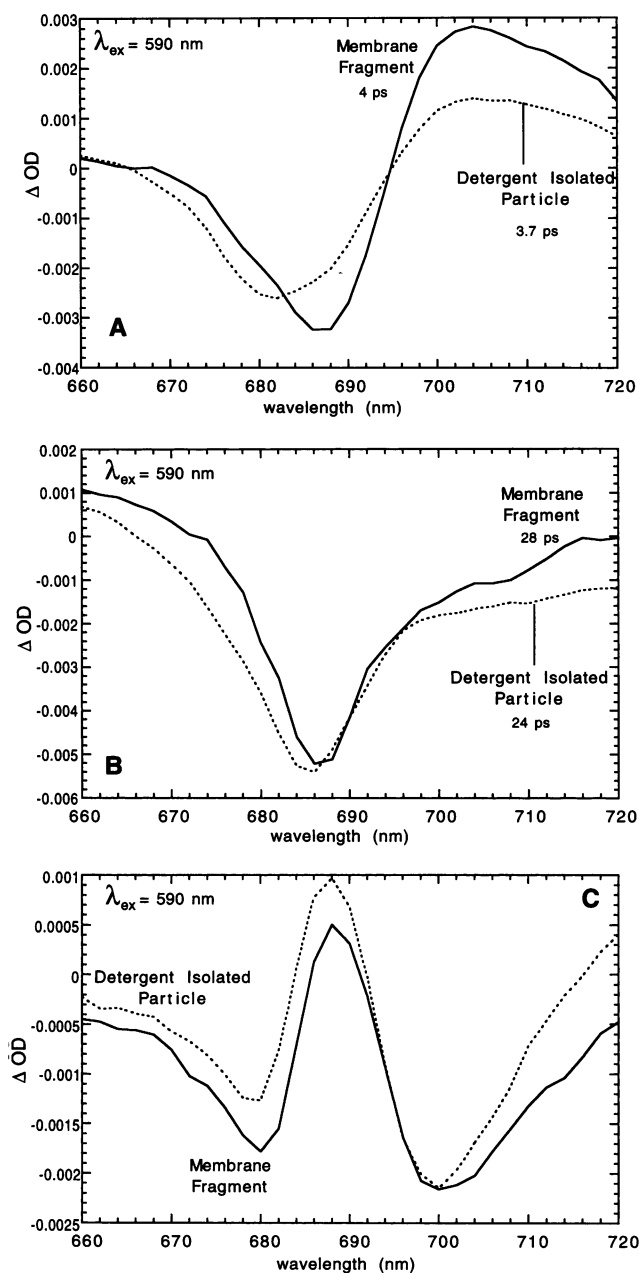 0.003
0.002
0.001
0
-0.001
-0.002
-0.003
-0.004
Δ OD
λex = 590 nm
Membrane
Fragment
4 ps
Detergent Isolated
Particle
3.7 ps
A
660 670 680 690 700 710 720
wavelength (nm)
0.002
0.001
0
-0.001
-0.002
-0.003
-0.004
-0.005
-0.006
Δ OD
λex = 590 nm
Membrane
Fragment
28 ps
Detergent Isolated
Particle
24 ps
B
660 670 680 690 700 710 720
wavelength (nm)
0.001
0.0005
0
-0.0005
-0.001
-0.0015
-0.002
-0.0025
Δ OD
λex = 590 nm
C
Detergent Isolated
Particle
Membrane
Fragment
660 670 680 690 700 710 720
wavelength (nm)